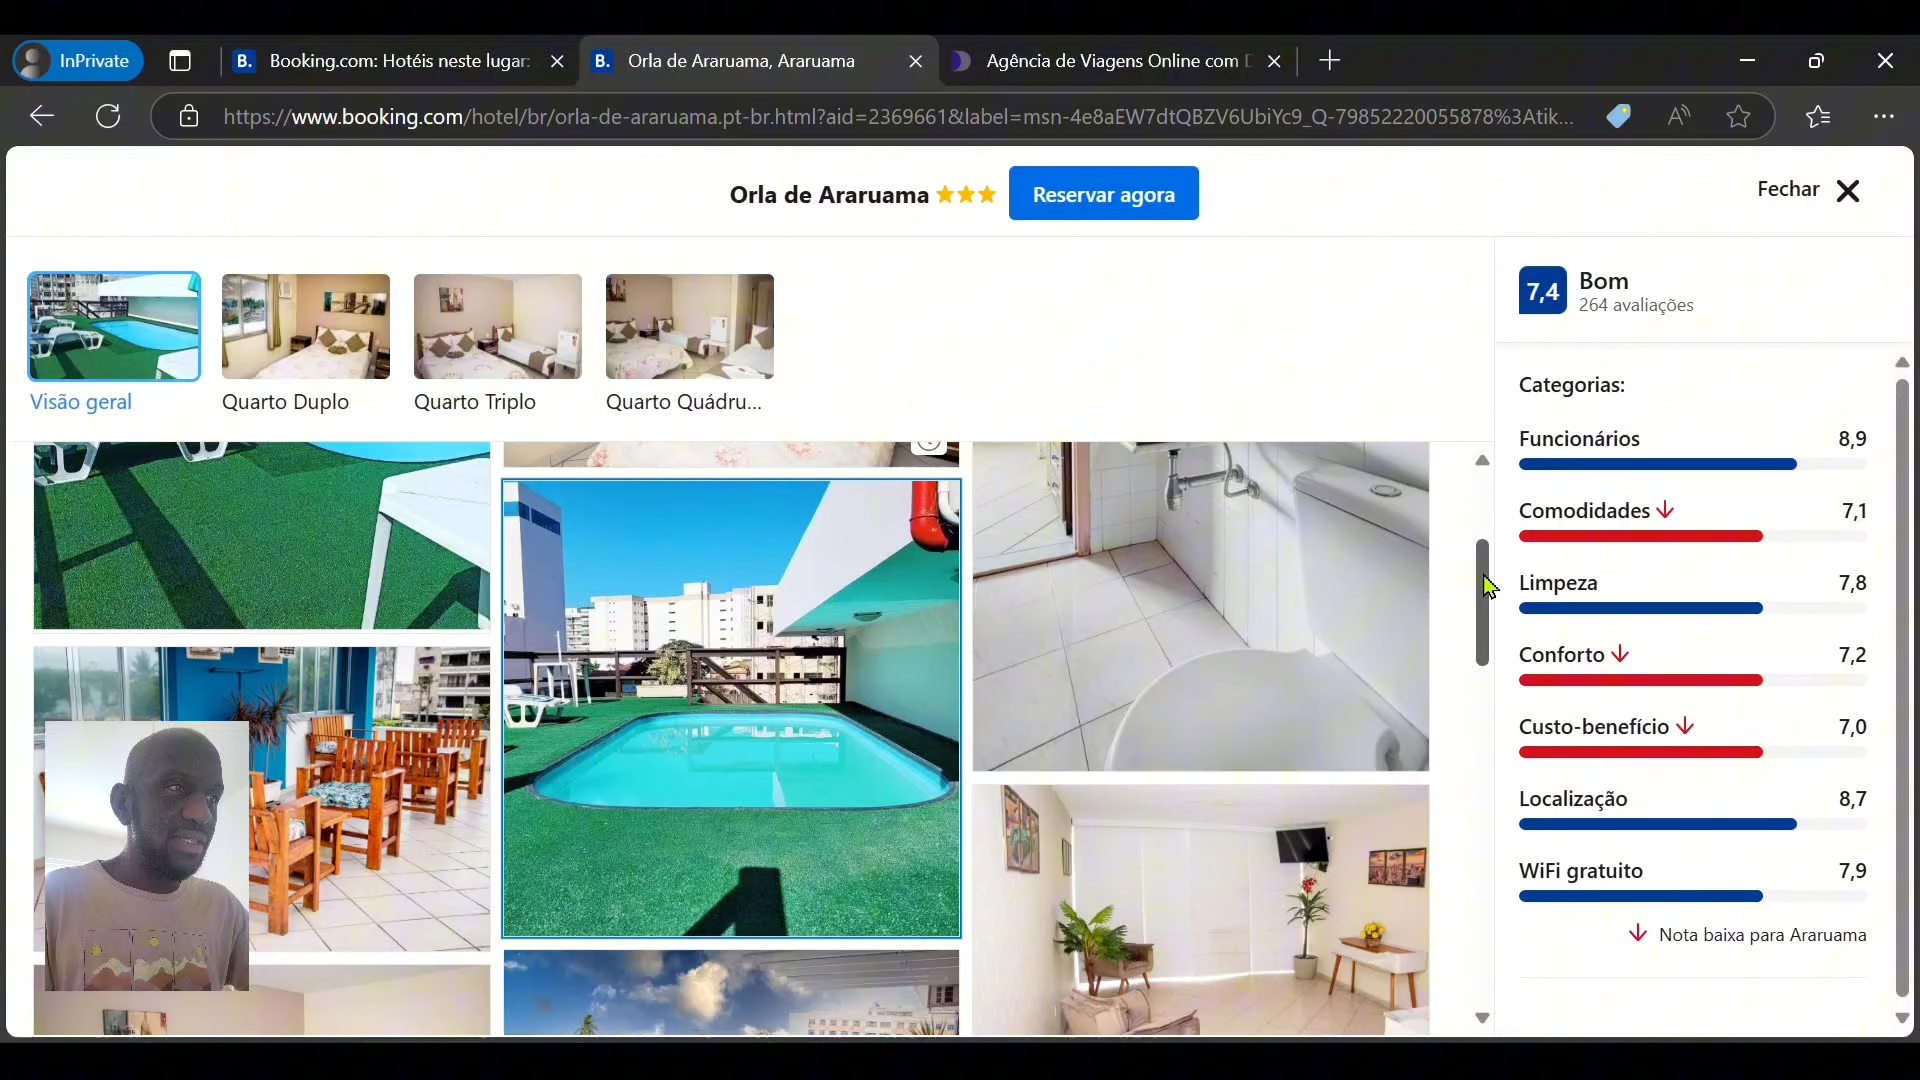 InPrivate
B. Booking.com: Hotéis neste lugar:
B. Orla de Araruama, Araruama
Agência de Viagens Online com D
https://www.booking.com/hotel/br/orla-de-araruama.pt-br.html?aid=2369661&label=msn-4e8aEW7dtQBZV6UbiYc9_Q-79852220055878%3Atik...
Orla de Araruama
Reservar agora
Fechar
Visão geral
Quarto Duplo
Quarto Triplo
Quarto Quádru...
7,4
Bom
264 avaliações
Categorias:
Funcionários 8,9
Comodidades 7,1
Limpeza 7,8
Conforto 7,2
Custo-benefício 7,0
Localização 8,7
WiFi gratuito 7,9
Nota baixa para Araruama